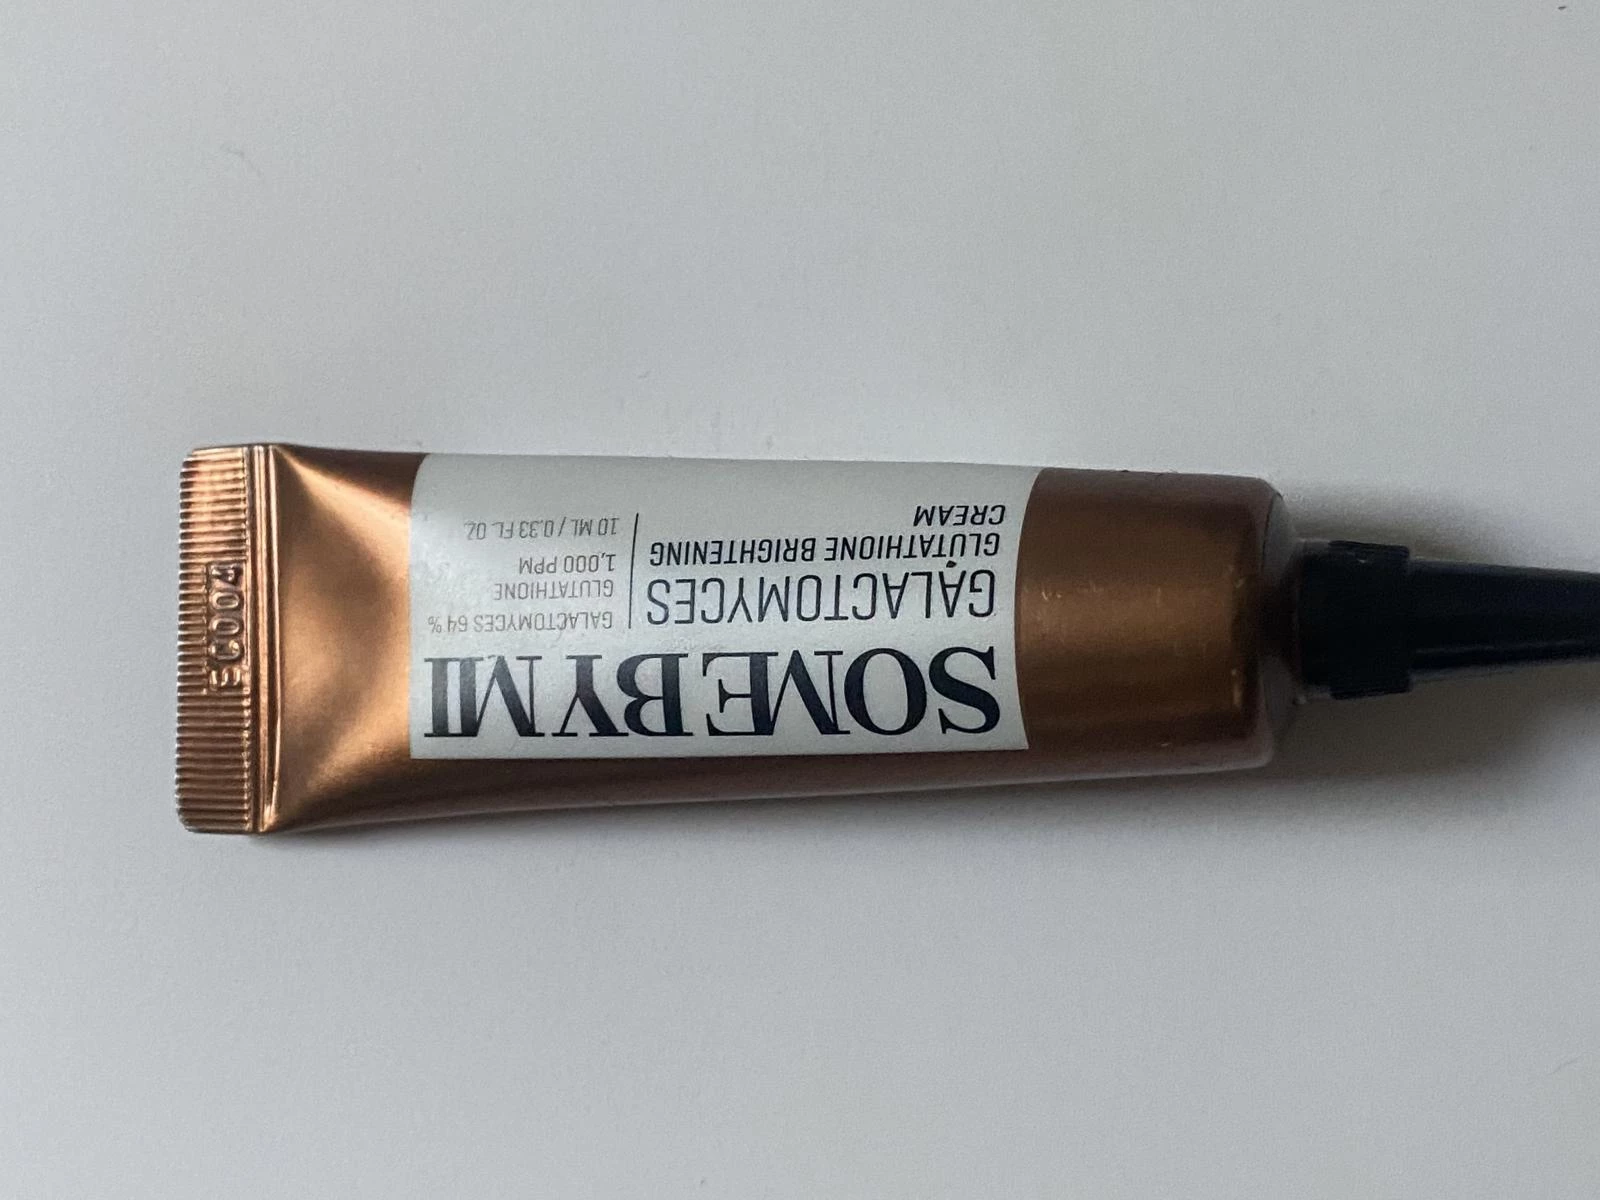 SOME BY MI
GALACTOMYCES
GLUTATHIONE BRIGHTENING
CREAM
GALACTOMYCES 64 %
GLUTATHIONE
1,000 PPM
10 ML / 0.33 FL. OZ.
EC004